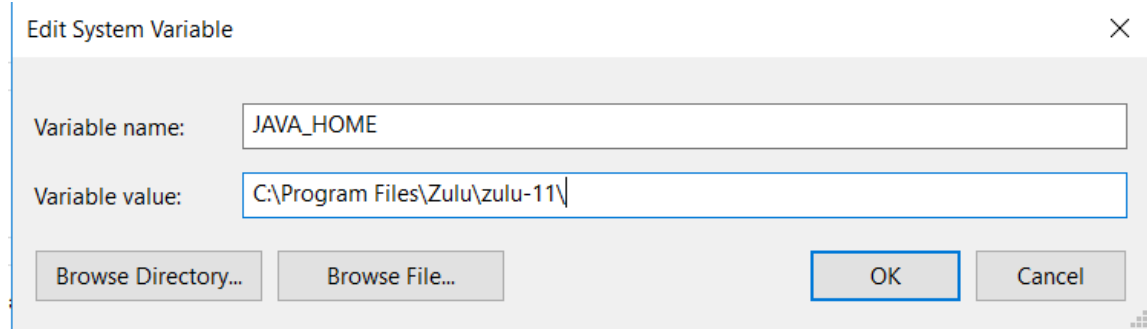 Edit System Variable
Variable name: JAVA_HOME
Variable value: C:\Program Files\Zulu\zulu-11\
Browse Directory... Browse File... OK Cancel